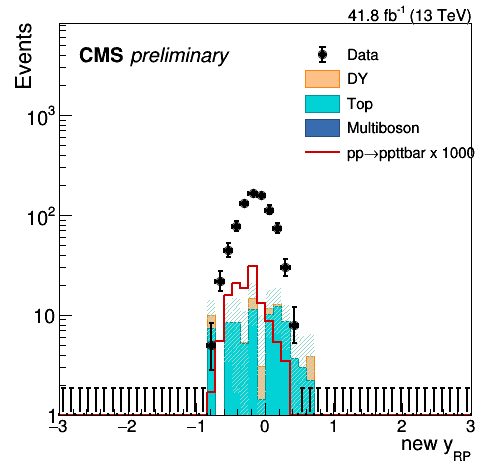 41.8 fb⁻¹ (13 TeV)
Events
CMS preliminary
Data
DY
Top
Multiboson
pp→ppttbar x 1000
10³
10²
10
1
−3 −2 −1 0 1 2 3
new y_RP